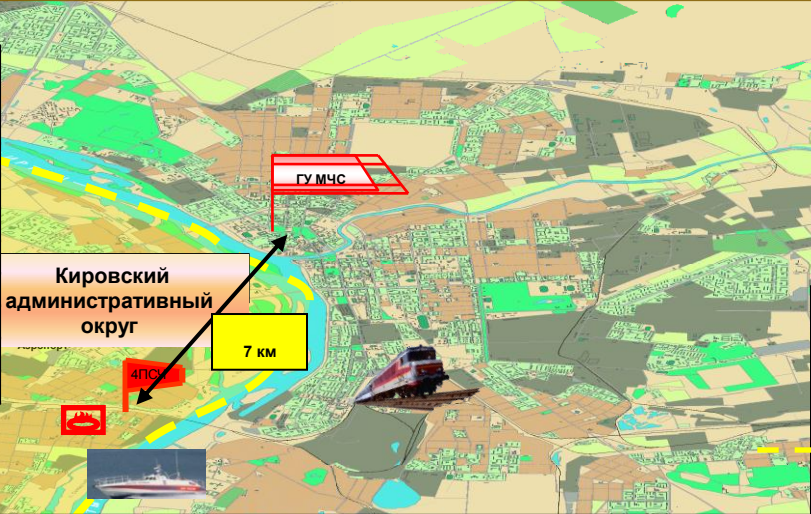 ГУ МЧС
Кировский
административный
округ
7 км
4ПСЧ